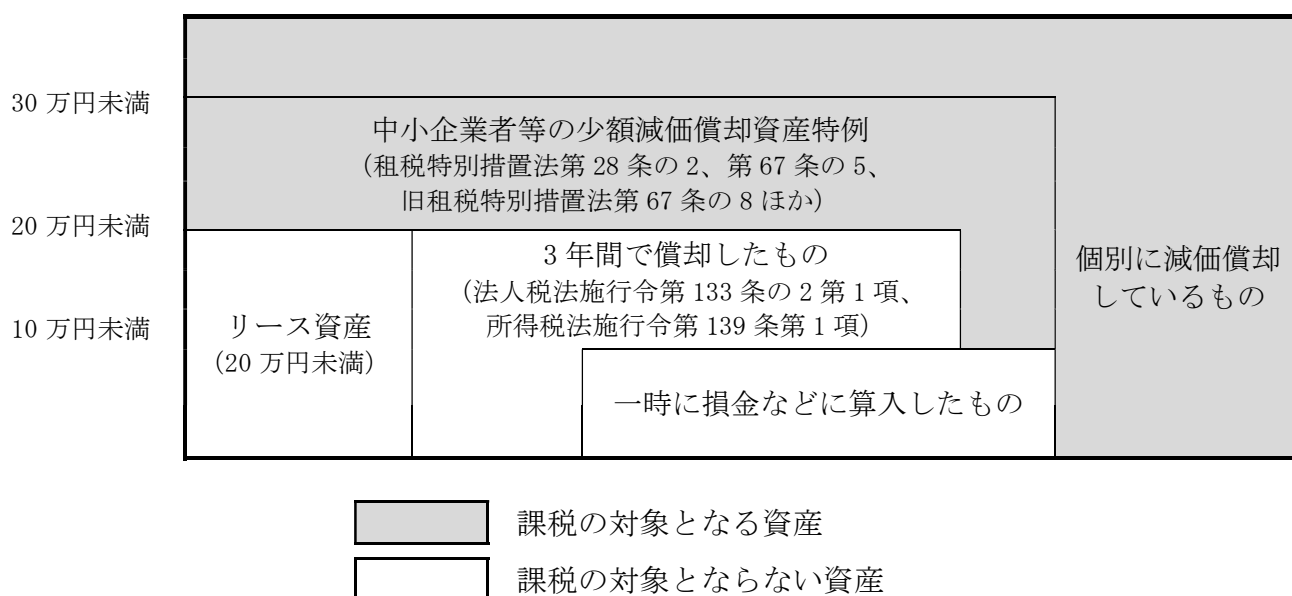 30 万円未満
中小企業者等の少額減価償却資産特例
(租税特別措置法第 28 条の 2、第 67 条の 5、
旧租税特別措置法第 67 条の 8 ほか)
20 万円未満
3 年間で償却したもの
(法人税法施行令第 133 条の 2 第 1 項、
所得税法施行令第 139 条第 1 項)
個別に減価償却
しているもの
10 万円未満
リース資産
(20 万円未満)
一時に損金などに算入したもの
課税の対象となる資産
課税の対象とならない資産